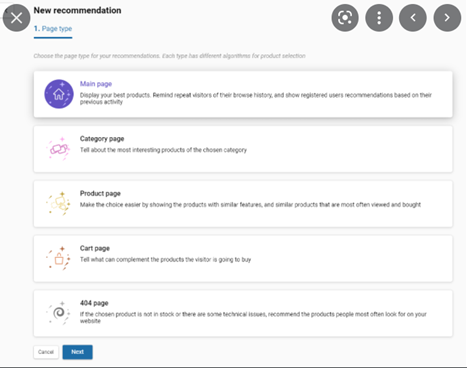 New recommendation
1. Page type
Choose the page type for your recommendations. Each type has different algorithms for product selection
Main page
Display your best products. Remind repeat visitors of their browse history, and show registered users recommendations based on their
previous activity
Category page
Tell about the most interesting products of the chosen category
Product page
Make the choice easier by showing the products with similar features, and similar products that are most often viewed and bought
Cart page
Tell what can complement the products the visitor is going to buy
404 page
If the chosen product is not in stock or there are some technical issues, recommend the products people most often look for on your
website
Cancel
Next